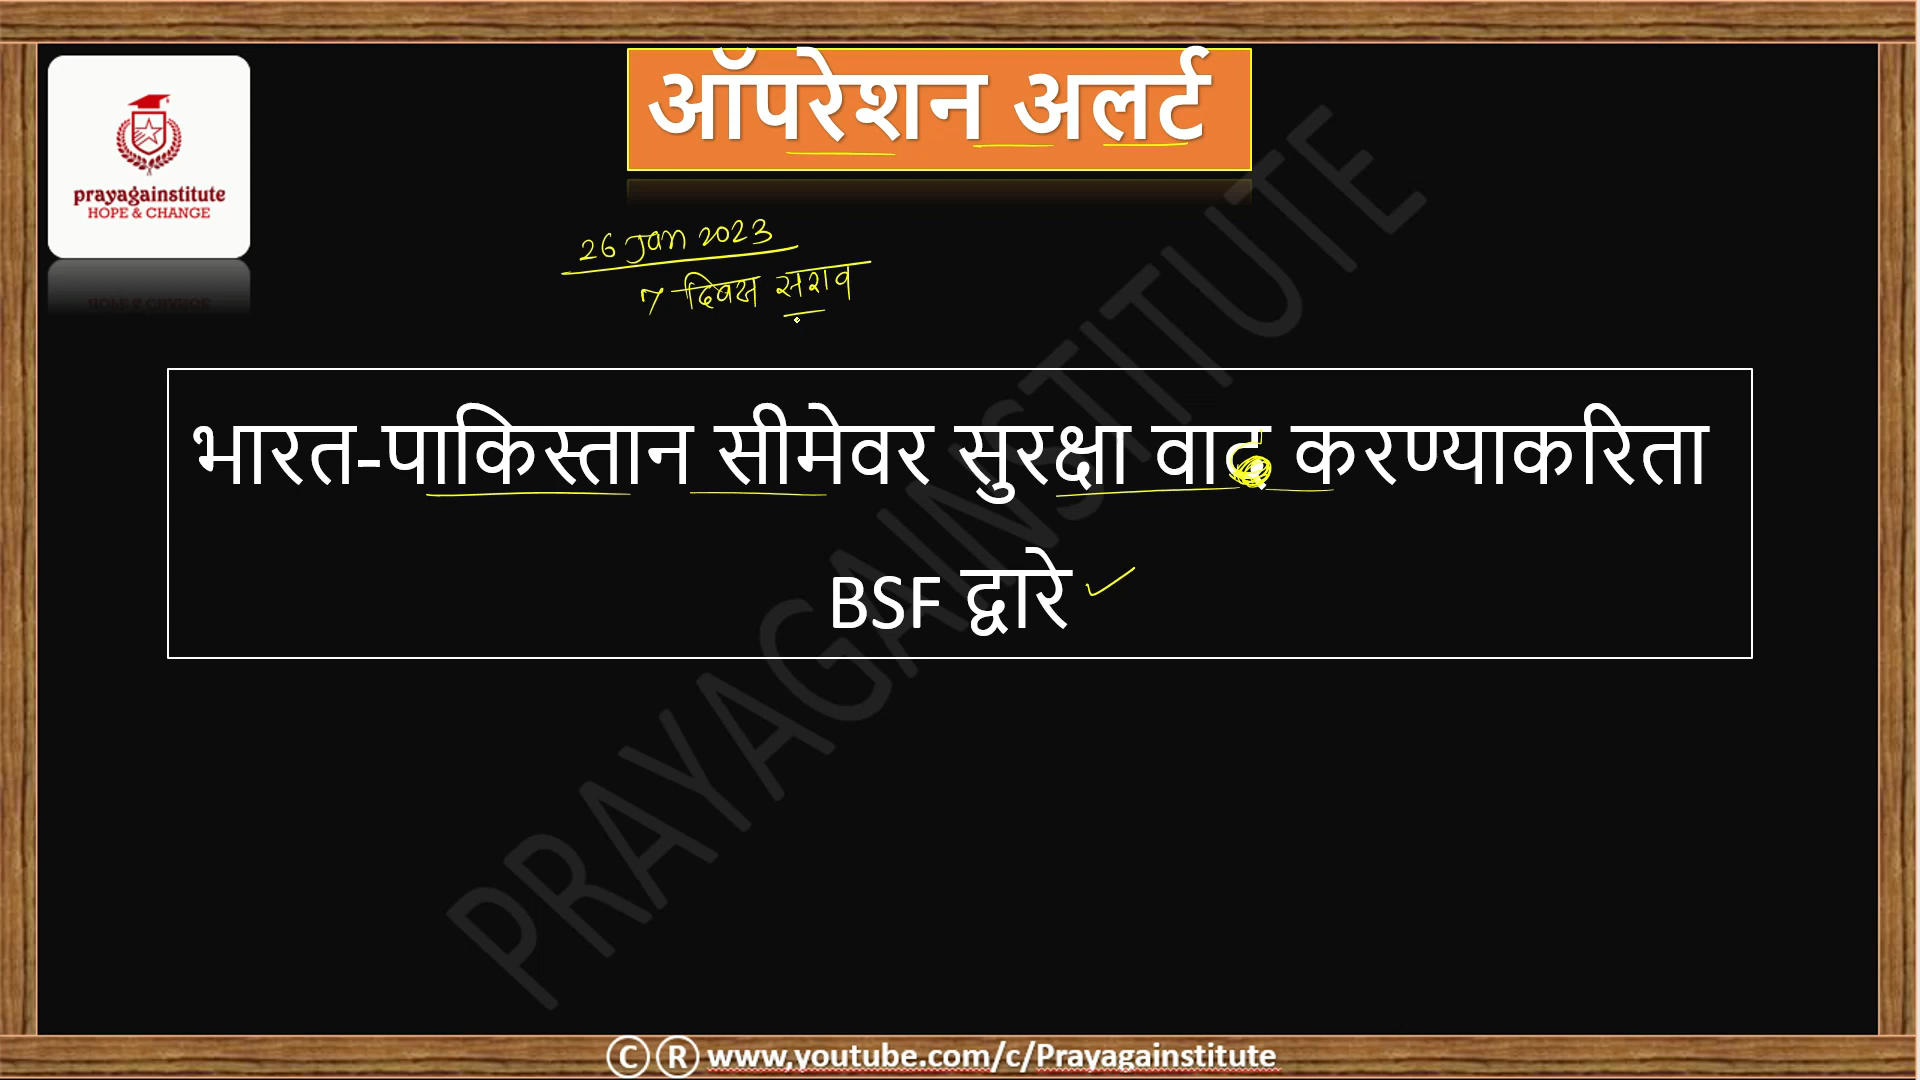 ऑपरेशन अलर्ट
prayagainstitute
HOPE & CHANGE
26 Jan 2023
7 दिवस सराव
भारत-पाकिस्तान सीमेवर सुरक्षा वाढ करण्याकरिता
BSF द्वारे
PRAYAGAINSTITUTE
Ⓒ Ⓡ www,youtube.com/c/Prayagainstitute